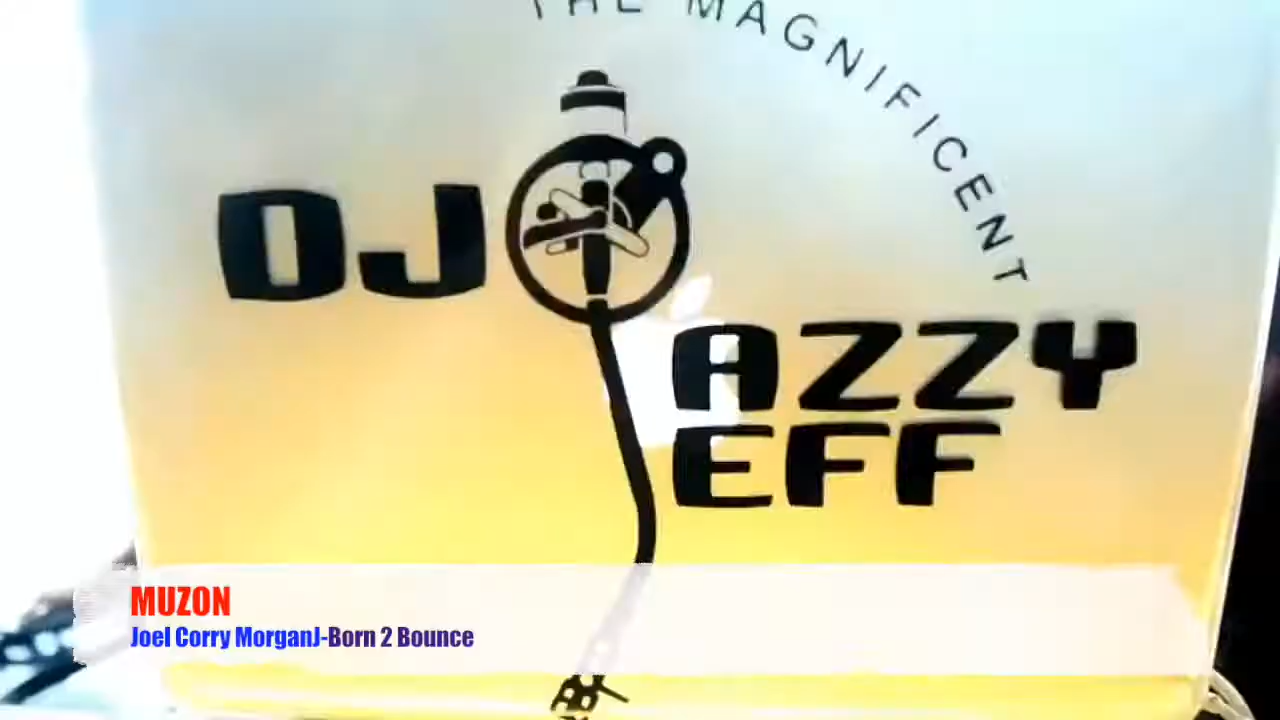 THE MAGNIFICENT
DJ
AZZY
EFF
MUZON
Joel Corry MorganJ-Born 2 Bounce